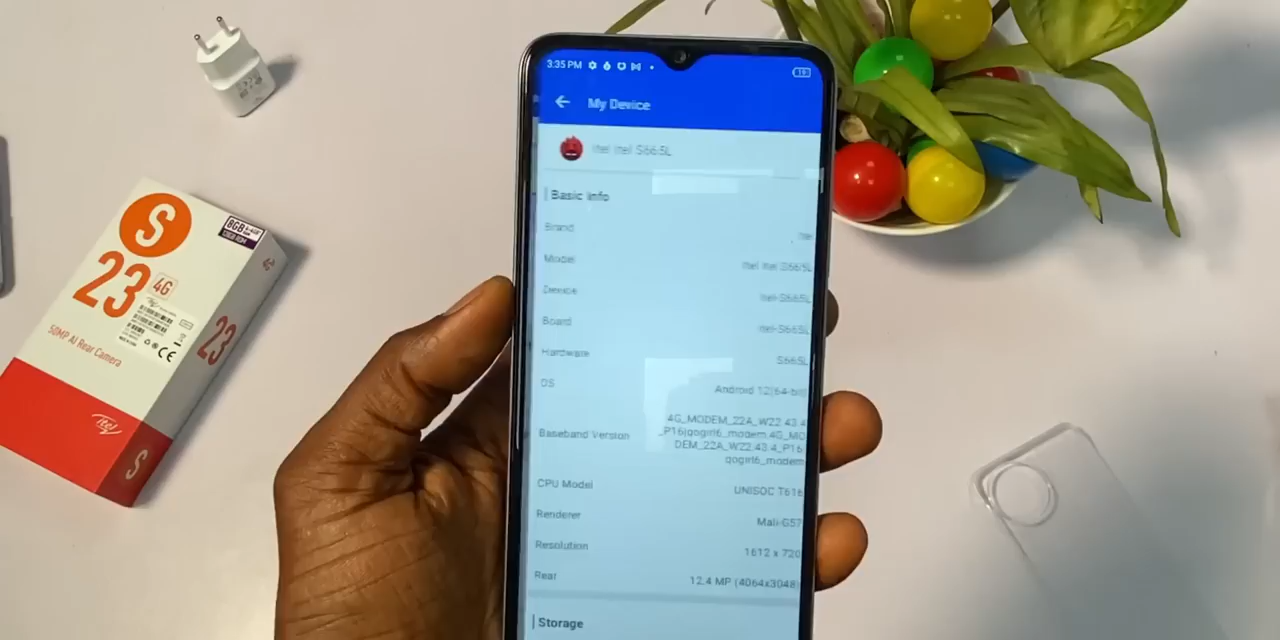 3:35 PM
19
My Device
Itel Itel S665L
Basic Info
Brand
Itel
Model
Itel Itel S665L
Device
Itel-S665L
Board
Itel-S665L
Hardware
S665L
OS
Android 12(64-bit)
Baseband Version
4G_MODEM_22A_W22.43.4
_P16|qogirl6_modem,4G_MO
DEM_22A_W22.43.4_P16
qogirl6_modem
CPU Model
UNISOC T616
Renderer
Mali-G57
Resolution
1612 x 720
Rear
12.4 MP (4064x3048)
Storage
S
8GB
23
4G
50MP AI Rear Camera
itel
23
4G
S
CE